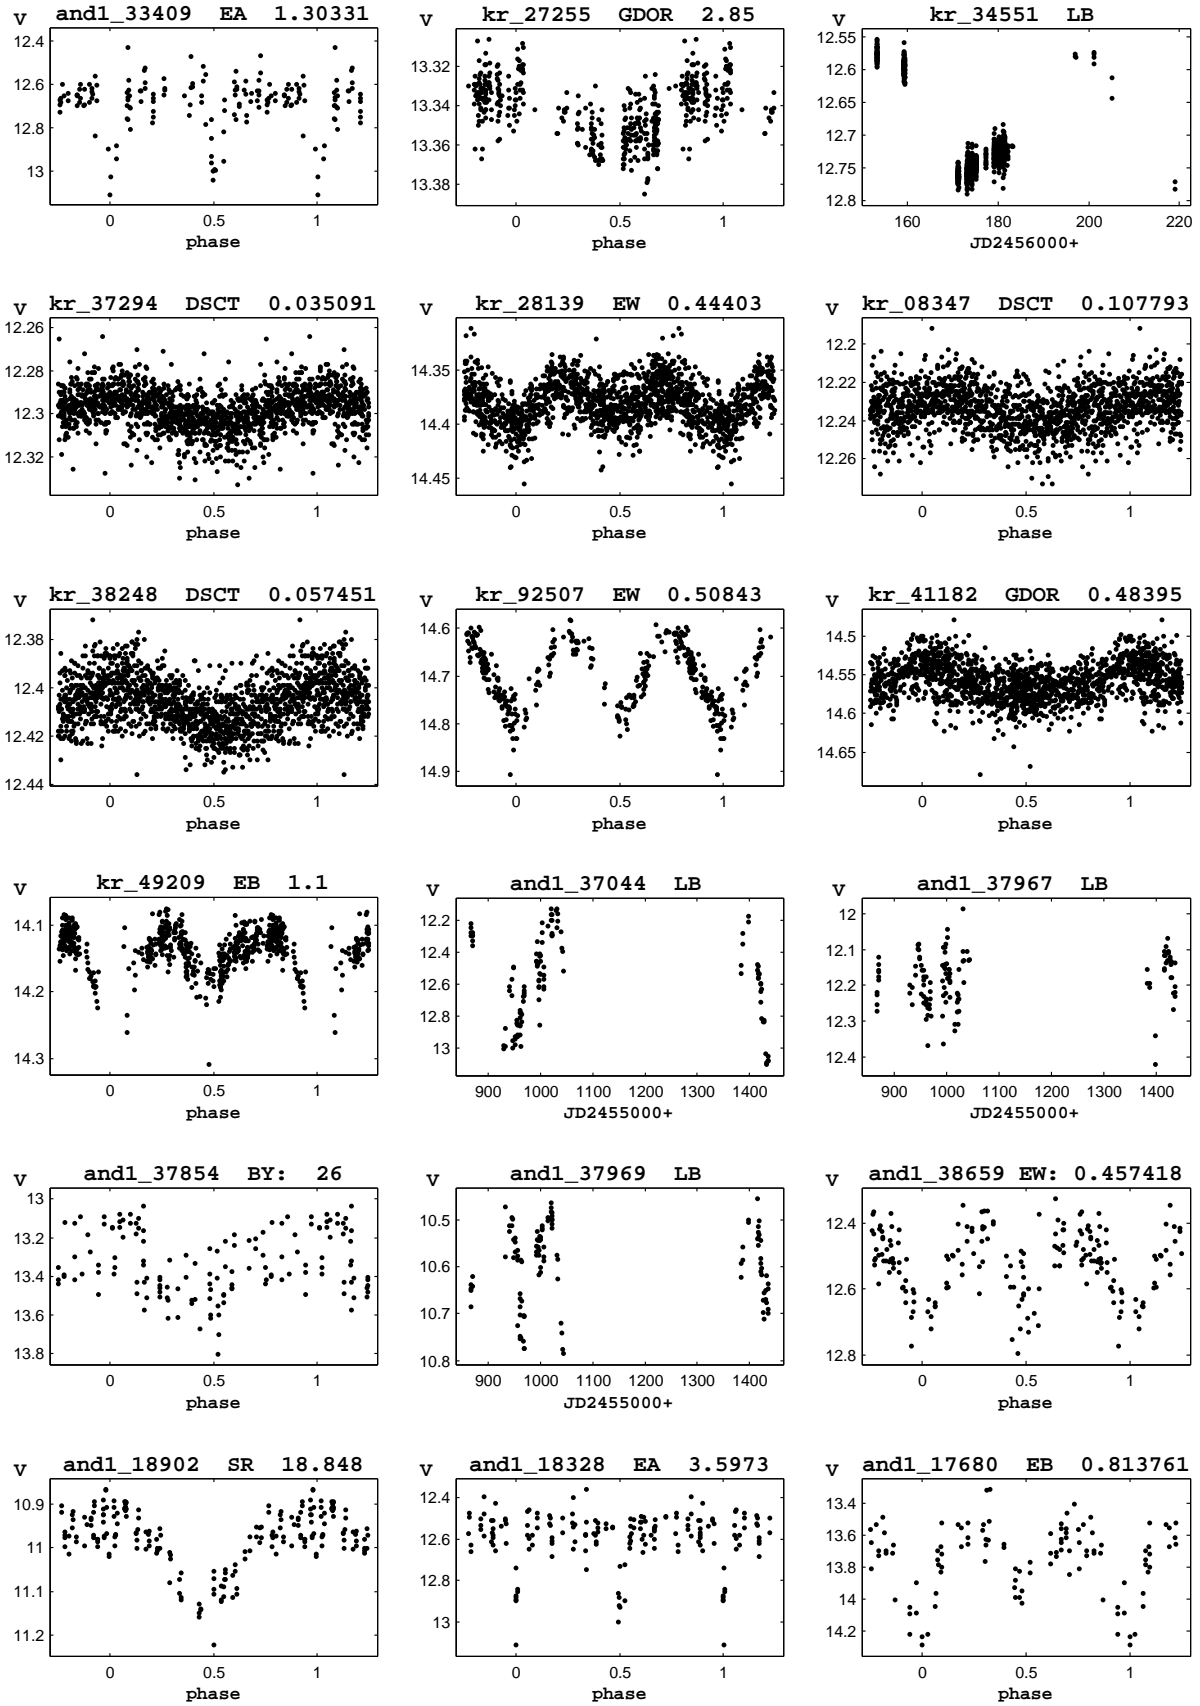 V and1_33409 EA 1.30331
12.4
12.6
12.8
13
0 0.5 1
phase
V kr_27255 GDOR 2.85
13.32
13.34
13.36
13.38
0 0.5 1
phase
V kr_34551 LB
12.55
12.6
12.65
12.7
12.75
12.8
160 180 200 220
JD2456000+
V kr_37294 DSCT 0.035091
12.26
12.28
12.3
12.32
0 0.5 1
phase
V kr_28139 EW 0.44403
14.35
14.4
14.45
0 0.5 1
phase
V kr_08347 DSCT 0.107793
12.2
12.22
12.24
12.26
0 0.5 1
phase
V kr_38248 DSCT 0.057451
12.38
12.4
12.42
12.44
0 0.5 1
phase
V kr_92507 EW 0.50843
14.6
14.7
14.8
14.9
0 0.5 1
phase
V kr_41182 GDOR 0.48395
14.5
14.55
14.6
14.65
0 0.5 1
phase
V kr_49209 EB 1.1
14.1
14.2
14.3
0 0.5 1
phase
V and1_37044 LB
12.2
12.4
12.6
12.8
13
900 1000 1100 1200 1300 1400
JD2455000+
V and1_37967 LB
12
12.1
12.2
12.3
12.4
900 1000 1100 1200 1300 1400
JD2455000+
V and1_37854 BY: 26
13
13.2
13.4
13.6
13.8
0 0.5 1
phase
V and1_37969 LB
10.5
10.6
10.7
10.8
900 1000 1100 1200 1300 1400
JD2455000+
V and1_38659 EW: 0.457418
12.4
12.6
12.8
0 0.5 1
phase
V and1_18902 SR 18.848
10.9
11
11.1
11.2
0 0.5 1
phase
V and1_18328 EA 3.5973
12.4
12.6
12.8
13
0 0.5 1
phase
V and1_17680 EB 0.813761
13.4
13.6
13.8
14
14.2
0 0.5 1
phase